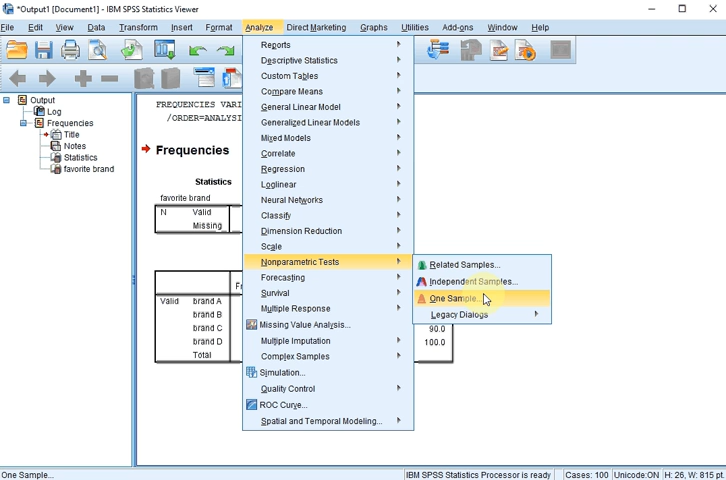 *Output1 [Document1] - IBM SPSS Statistics Viewer
File Edit View Data Transform Insert Format Analyze Direct Marketing Graphs Utilities Add-ons Window Help
Output
Log
Frequencies
Title
Notes
Statistics
favorite brand
FREQUENCIES VARI
/ORDER=ANALYSI
Frequencies
Statistics
favorite brand
N Valid
Missing
Valid brand A
brand B
brand C
90.0
brand D
100.0
Total
Reports
Descriptive Statistics
Custom Tables
Compare Means
General Linear Model
Generalized Linear Models
Mixed Models
Correlate
Regression
Loglinear
Neural Networks
Classify
Dimension Reduction
Scale
Nonparametric Tests
Forecasting
Survival
Multiple Response
Missing Value Analysis...
Multiple Imputation
Complex Samples
Simulation...
Quality Control
ROC Curve...
Spatial and Temporal Modeling...
Related Samples...
Independent Samples...
One Sample...
Legacy Dialogs
One Sample...
IBM SPSS Statistics Processor is ready
Cases: 100
Unicode:ON
H: 26, W: 815 pt.